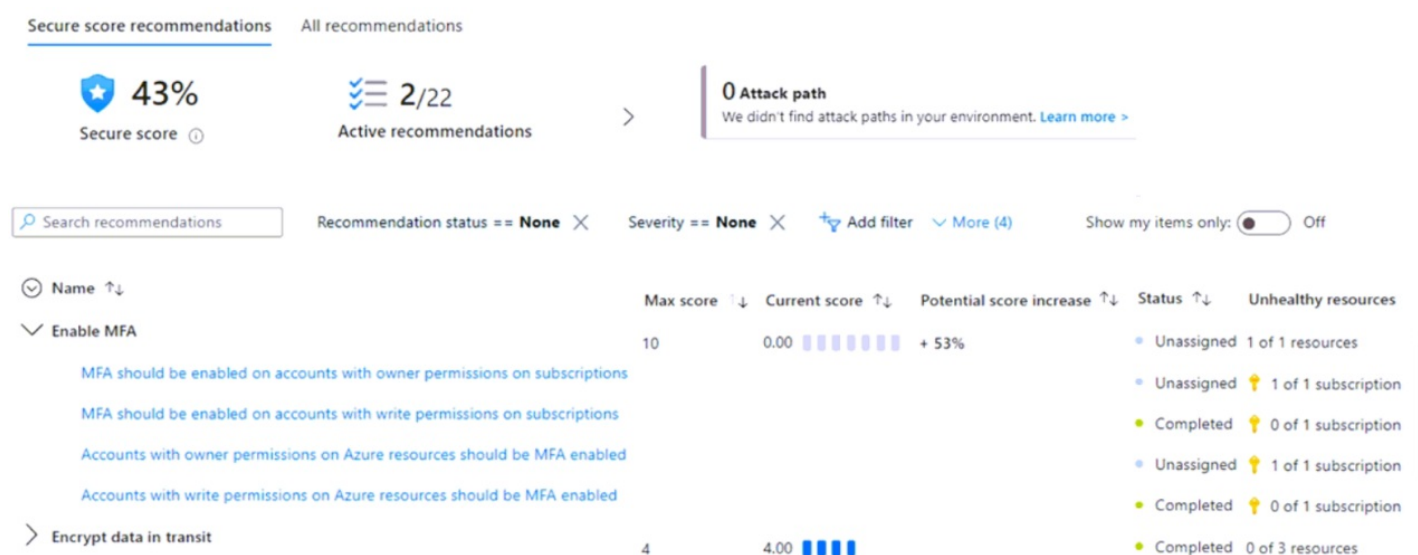 Secure score recommendations All recommendations
43% 2/22 0 Attack path
Secure score Active recommendations We didn't find attack paths in your environment. Learn more >
Search recommendations Recommendation status == None Severity == None Add filter More (4) Show my items only: Off
Name Max score Current score Potential score increase Status Unhealthy resources
Enable MFA 10 0.00 + 53% Unassigned 1 of 1 resources
MFA should be enabled on accounts with owner permissions on subscriptions Unassigned 1 of 1 subscription
MFA should be enabled on accounts with write permissions on subscriptions Completed 0 of 1 subscription
Accounts with owner permissions on Azure resources should be MFA enabled Unassigned 1 of 1 subscription
Accounts with write permissions on Azure resources should be MFA enabled Completed 0 of 1 subscription
Encrypt data in transit 4 4.00 Completed 0 of 3 resources